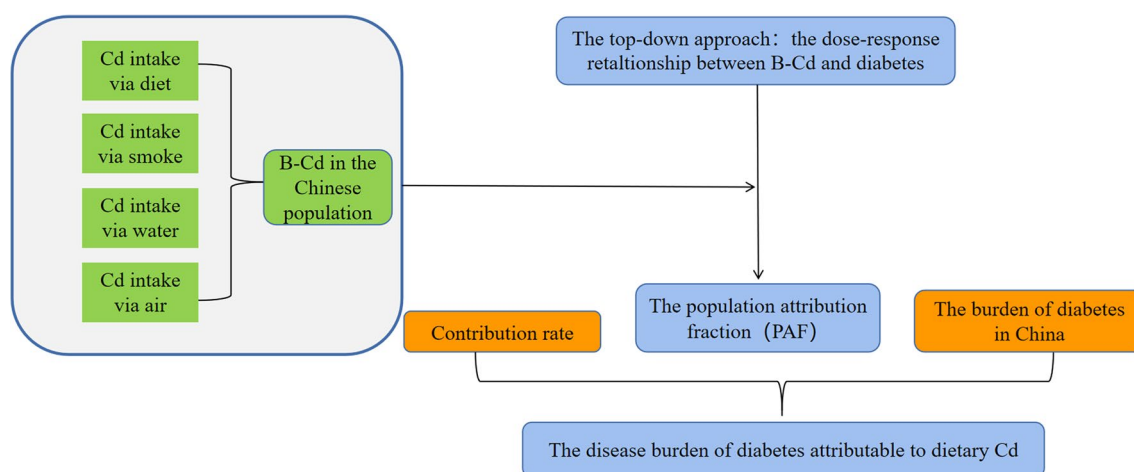 Cd intake
via diet
Cd intake
via smoke
Cd intake
via water
Cd intake
via air
B-Cd in the
Chinese
population
The top-down approach：the dose-response
retaltionship between B-Cd and diabetes
The population attribution
fraction（PAF）
Contribution rate
The burden of diabetes
in China
The disease burden of diabetes attributable to dietary Cd